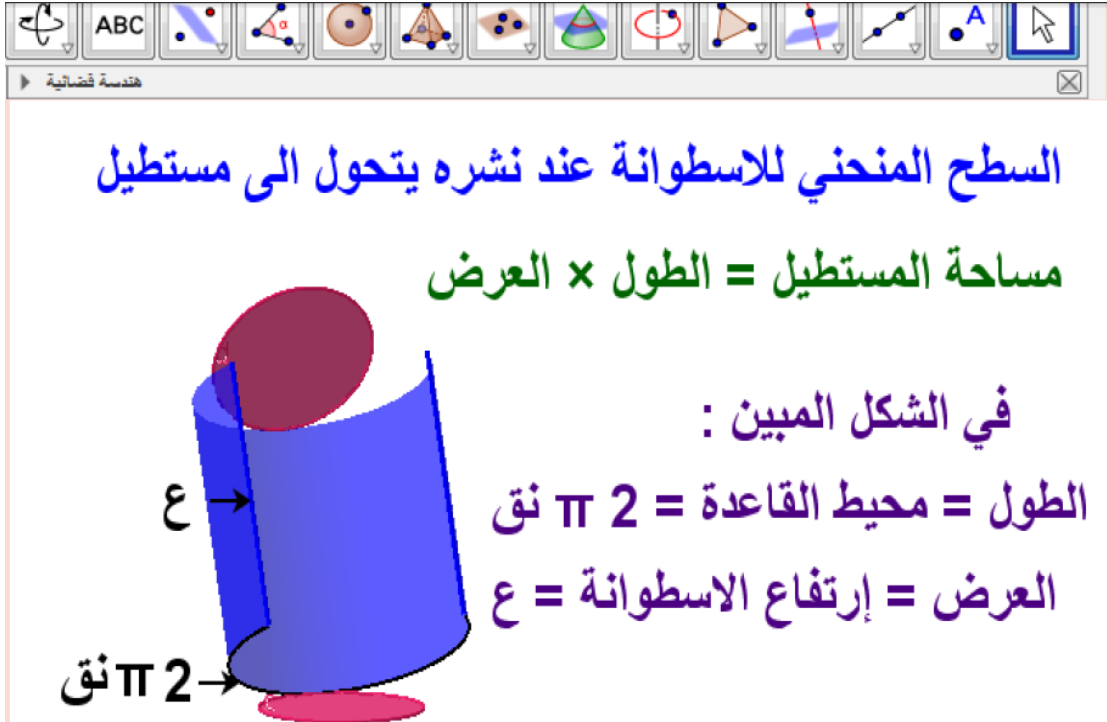 ABC
α
A
هندسة فضائية
السطح المنحني للاسطوانة عند نشره يتحول الى مستطيل
مساحة المستطيل = الطول × العرض
في الشكل المبين :
الطول = محيط القاعدة = 2 π نق
العرض = إرتفاع الاسطوانة = ع
ع
2 π نق